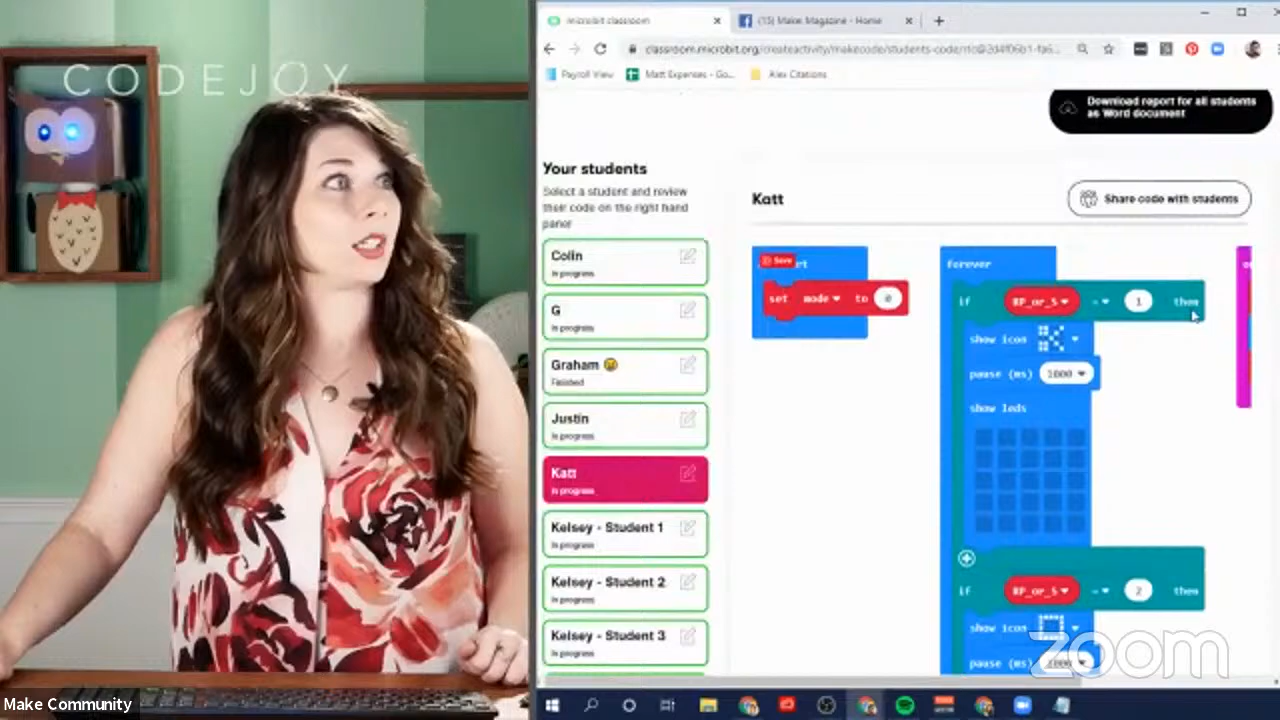 CODEJOY
microbit classroom
(15) Make: Magazine - Home
classroom.microbit.org/createactivity/makecode/students-code/
Payroll View
Matt Expenses - Go...
Alex Citations
Download report for all students
as Word document
Your students
Select a student and review
their code on the right hand
panel
Colin
In progress
G
In progress
Graham
Finished
Justin
In progress
Katt
In progress
Kelsey - Student 1
In progress
Kelsey - Student 2
In progress
Kelsey - Student 3
In progress
Katt
Share code with students
Save
set mode to 0
forever
if RP_or_S = 1 then
show icon
pause (ms) 1000
show leds
if RP_or_S = 2 then
show icon
pause (ms) 1000
zoom
Make Community